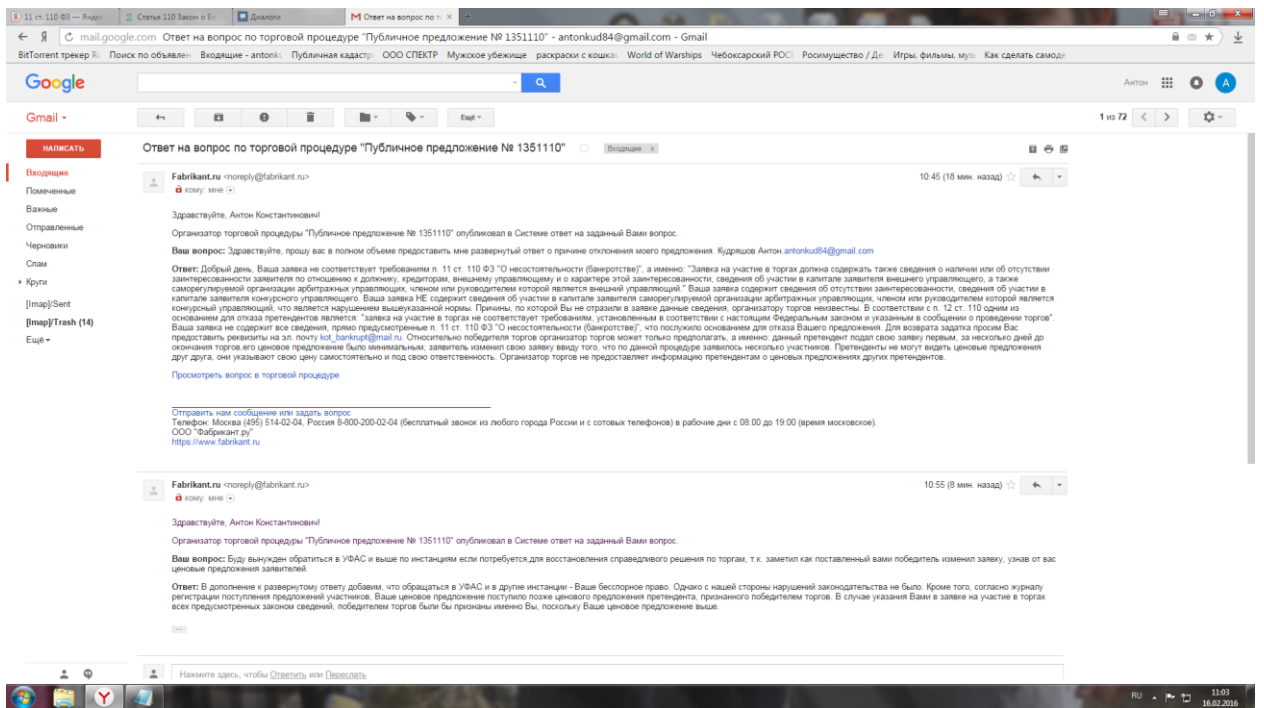 11 ст. 110 ФЗ — Яндек
Статья 110 Закон о Ба
Диалоги
Ответ на вопрос по т
mail.google.com Ответ на вопрос по торговой процедуре "Публичное предложение № 1351110" - antonkud84@gmail.com - Gmail
BitTorrent трекер Ru Поиск по объявлен Входящие - antonku Публичная кадастр ООО СПЕКТР Мужское убежище раскраски с кошка World of Warships Чебоксарский РОС Росимущество / Де Игры, фильмы, музы Как сделать самоде
Google
Антон
A
Gmail
Ещё
1 из 72
НАПИСАТЬ
Ответ на вопрос по торговой процедуре "Публичное предложение № 1351110"
Входящие x
Входящие
Помеченные
Важные
Отправленные
Черновики
Спам
Круги
[Imap]/Sent
[Imap]/Trash (14)
Ещё
Fabrikant.ru <noreply@fabrikant.ru>
10:45 (18 мин. назад)
кому: мне
Здравствуйте, Антон Константинович!
Организатор торговой процедуры "Публичное предложение № 1351110" опубликовал в Системе ответ на заданный Вами вопрос.
Ваш вопрос: Здравствуйте, прошу вас в полном объеме предоставить мне развернутый ответ о причине отклонения моего предложения. Кудряшов Антон,antonkud84@gmail.com
Ответ: Добрый день, Ваша заявка не соответствует требованиям п. 11 ст. 110 ФЗ "О несостоятельности (банкротстве)", а именно: "Заявка на участие в торгах должна содержать также сведения о наличии или об отсутствии
заинтересованности заявителя по отношению к должнику, кредиторам, внешнему управляющему и о характере этой заинтересованности, сведения об участии в капитале заявителя внешнего управляющего, а также
саморегулируемой организации арбитражных управляющих, членом или руководителем которой является внешний управляющий." Ваша заявка содержит сведения об отсутствии заинтересованности, сведения об участии в
капитале заявителя конкурсного управляющего. Ваша заявка НЕ содержит сведения об участии в капитале заявителя саморегулируемой организации арбитражных управляющих, членом или руководителем которой является
конкурсный управляющий, что является нарушением вышеуказанной нормы. Причины, по которой Вы не отразили в заявке данные сведения, организатору торгов неизвестны. В соответствии с п. 12 ст. 110 одним из
основанием для отказа претендентов является: "заявка на участие в торгах не соответствует требованиям, установленным в соответствии с настоящим Федеральным законом и указанным в сообщении о проведении торгов".
Ваша заявка не содержит все сведения, прямо предусмотренные п. 11 ст. 110 ФЗ "О несостоятельности (банкротстве)", что послужило основанием для отказа Вашего предложения. Для возврата задатка просим Вас
предоставить реквизиты на эл. почту kot_bankrupt@mail.ru. Относительно победителя торгов организатор торгов может только предполагать, а именно: данный претендент подал свою заявку первым, за несколько дней до
окончания торгов,его ценовое предложение было минимальным, заявитель изменил свою заявку ввиду того, что по данной процедуре заявилось несколько участников. Претенденты не могут видеть ценовые предложения
друг друга, они указывают свою цену самостоятельно и под свою ответственность. Организатор торгов не предоставляет информацию претендентам о ценовых предложениях других претендентов.
Просмотреть вопрос в торговой процедуре
Отправить нам сообщение или задать вопрос
Телефон: Москва (495) 514-02-04, Россия 8-800-200-02-04 (бесплатный звонок из любого города России и с сотовых телефонов) в рабочие дни с 08:00 до 19:00 (время московское).
ООО "Фабрикант.ру"
https://www.fabrikant.ru
Fabrikant.ru <noreply@fabrikant.ru>
10:55 (8 мин. назад)
кому: мне
Здравствуйте, Антон Константинович!
Организатор торговой процедуры "Публичное предложение № 1351110" опубликовал в Системе ответ на заданный Вами вопрос.
Ваш вопрос: Буду вынужден обратиться в УФАС и выше по инстанциям если потребуется,для восстановления справедливого решения по торгам, т.к. заметил как поставленный вами победитель изменил заявку, узнав от вас
ценовые предложения заявителей.
Ответ: В дополнение к развернутому ответу добавим, что обращаться в УФАС и в другие инстанции - Ваше бесспорное право. Однако с нашей стороны нарушений законодательства не было. Кроме того, согласно журналу
регистрации поступления предложений участников, Ваше ценовое предложение поступило позже ценового предложения претендента, признанного победителем торгов. В случае указания Вами в заявке на участие в торгах
всех предусмотренных законом сведений, победителем торгов были бы признаны именно Вы, поскольку Ваше ценовое предложение выше.
Нажмите здесь, чтобы Ответить или Переслать
RU
11:03
16.02.2016